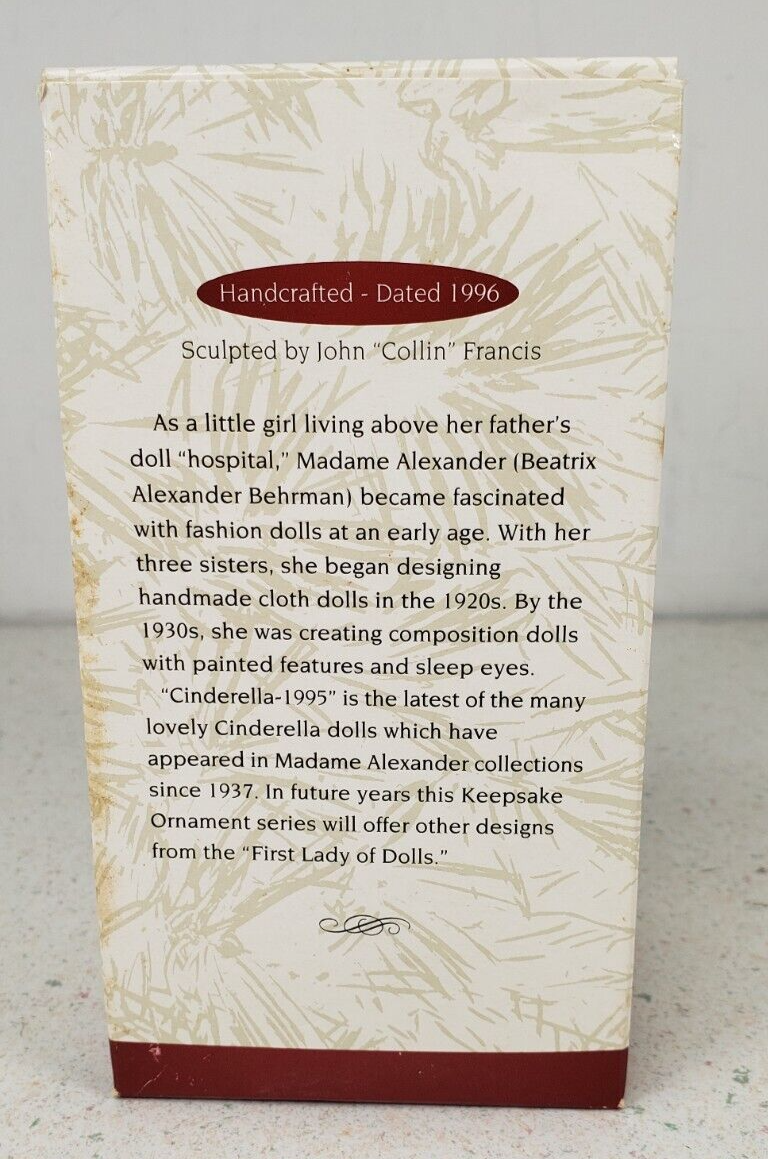 Handcrafted - Dated 1996
Sculpted by John “Collin” Francis
As a little girl living above her father’s
doll “hospital,” Madame Alexander (Beatrix
Alexander Behrman) became fascinated
with fashion dolls at an early age. With her
three sisters, she began designing
handmade cloth dolls in the 1920s. By the
1930s, she was creating composition dolls
with painted features and sleep eyes.
“Cinderella-1995” is the latest of the many
lovely Cinderella dolls which have
appeared in Madame Alexander collections
since 1937. In future years this Keepsake
Ornament series will offer other designs
from the “First Lady of Dolls.”